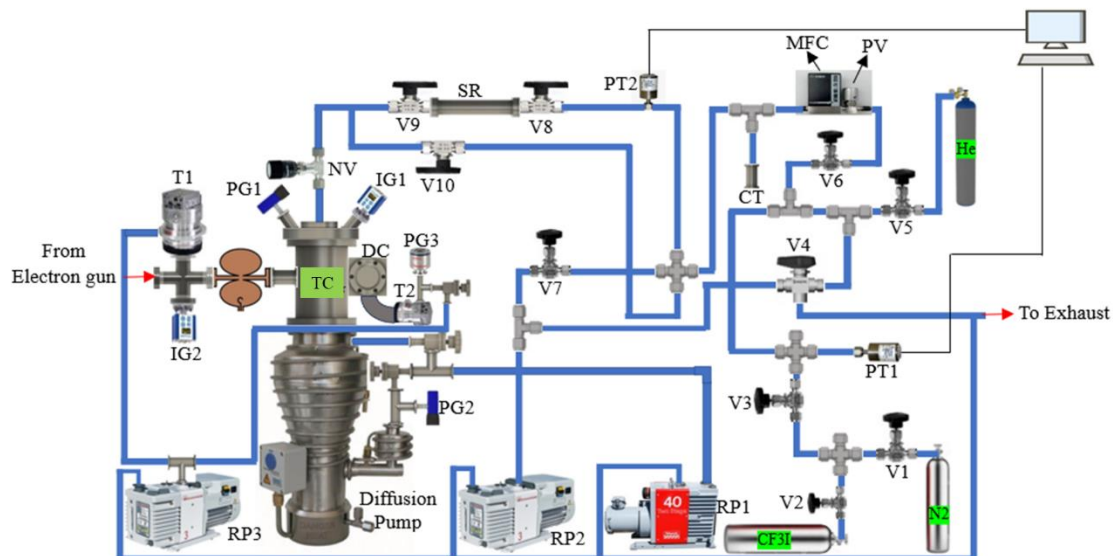 MFC
PV
PT2
SR
V9
V8
He
NV
V10
V6
CT
PG1
IG1
T1
V5
PG3
DC
V4
From
Electron gun
TC
T2
V7
To Exhaust
IG2
PT1
PG2
V3
V1
V2
Diffusion
Pump
RP3
RP2
40
RP1
CF3I
N2